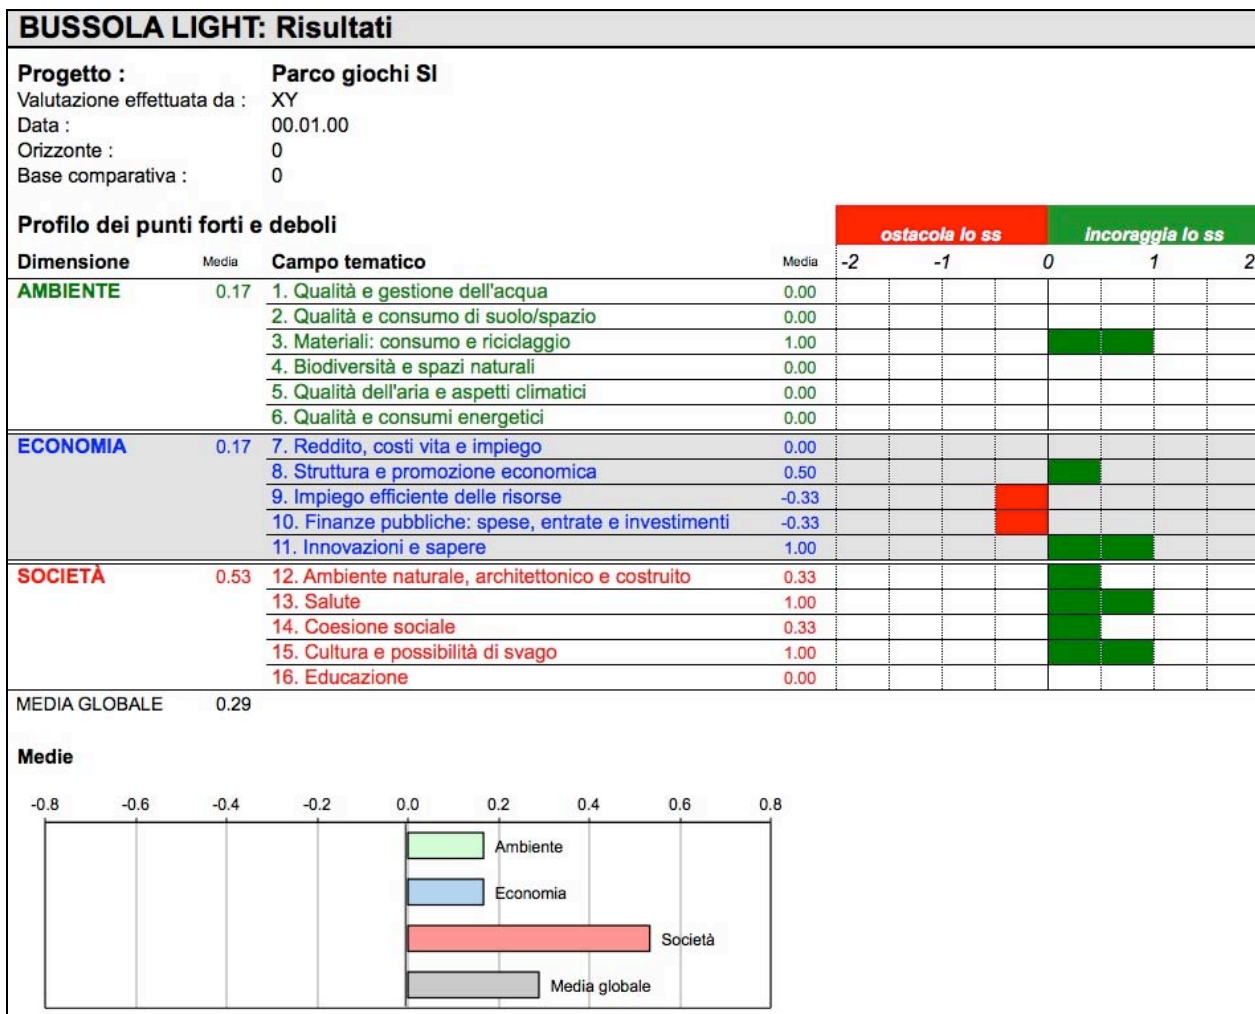 BUSSOLA LIGHT: Risultati
Progetto : Parco giochi SI
Valutazione effettuata da : XY
Data : 00.01.00
Orizzonte : 0
Base comparativa : 0
Profilo dei punti forti e deboli
ostacola lo ss incoraggia lo ss
Dimensione Media Campo tematico Media -2 -1 0 1 2
AMBIENTE 0.17 1. Qualità e gestione dell'acqua 0.00
2. Qualità e consumo di suolo/spazio 0.00
3. Materiali: consumo e riciclaggio 1.00
4. Biodiversità e spazi naturali 0.00
5. Qualità dell'aria e aspetti climatici 0.00
6. Qualità e consumi energetici 0.00
ECONOMIA 0.17 7. Reddito, costi vita e impiego 0.00
8. Struttura e promozione economica 0.50
9. Impiego efficiente delle risorse -0.33
10. Finanze pubbliche: spese, entrate e investimenti -0.33
11. Innovazioni e sapere 1.00
SOCIETÀ 0.53 12. Ambiente naturale, architettonico e costruito 0.33
13. Salute 1.00
14. Coesione sociale 0.33
15. Cultura e possibilità di svago 1.00
16. Educazione 0.00
MEDIA GLOBALE 0.29
Medie
-0.8 -0.6 -0.4 -0.2 0.0 0.2 0.4 0.6 0.8
Ambiente
Economia
Società
Media globale